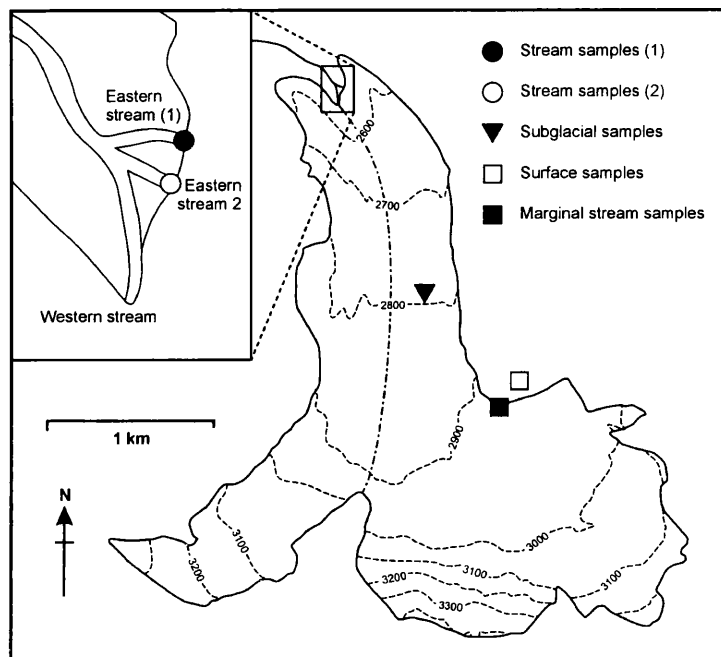 Eastern
stream (1)
Eastern
stream 2
Western stream
Stream samples (1)
Stream samples (2)
Subglacial samples
Surface samples
Marginal stream samples
2600
2700
2800
2900
3000
3100
3200
3300
3100
3100
3200
1 km
N